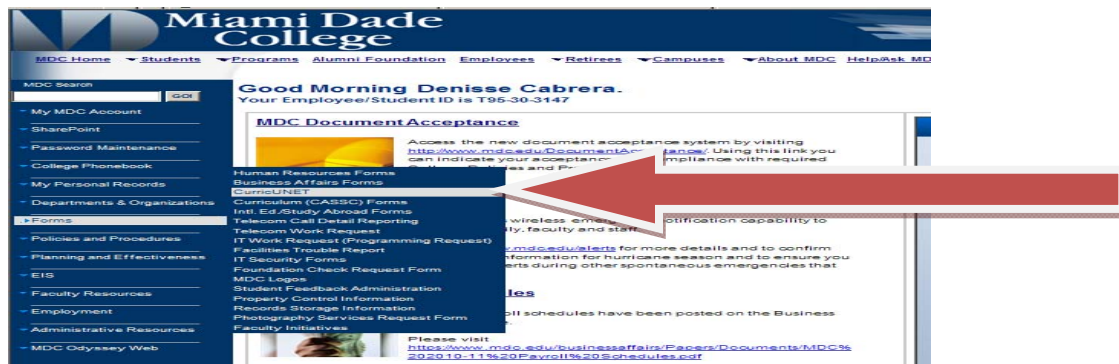 Miami Dade
College
MDC Home Students Programs Alumni Foundation Employees Retirees Campuses About MDC Help/Ask MD
MDC Search
GO!
My MDC Account
SharePoint
Password Maintenance
College Phonebook
My Personal Records
Departments & Organizations
Forms
Policies and Procedures
Planning and Effectiveness
EIS
Faculty Resources
Employment
Administrative Resources
MDC Odyssey Web
Good Morning Denisse Cabrera.
Your Employee/Student ID is T95-30-3147
MDC Document Acceptance
Access the new document acceptance system by visiting
http://www.mdc.edu/DocumentAcceptance/. Using this link you
can indicate your acceptance mpliance with required
Human Resources Forms
Business Affairs Forms
CurricUNET
Curriculum (CASSC) Forms
Intl. Ed./Study Abroad Forms
Telecom Call Detail Reporting
Telecom Work Request
IT Work Request (Programming Request)
Facilities Trouble Report
IT Security Forms
Foundation Check Request Form
MDC Logos
Student Feedback Administration
Property Control Information
Records Storage Information
Photography Services Request Form
Faculty Initiatives
wireless emergency notification capability to
ly, faculty and staff.
.mdc.edu/alerts for more details and to confirm
nformation for hurricane season and to ensure you
erts during other spontaneous emergencies that
les
oll schedules have been posted on the Business
Please visit
https://www.mdc.edu/businessaffairs/Papers/Documents/MDC%
202010-11%20Payroll%20Schedules.pdf